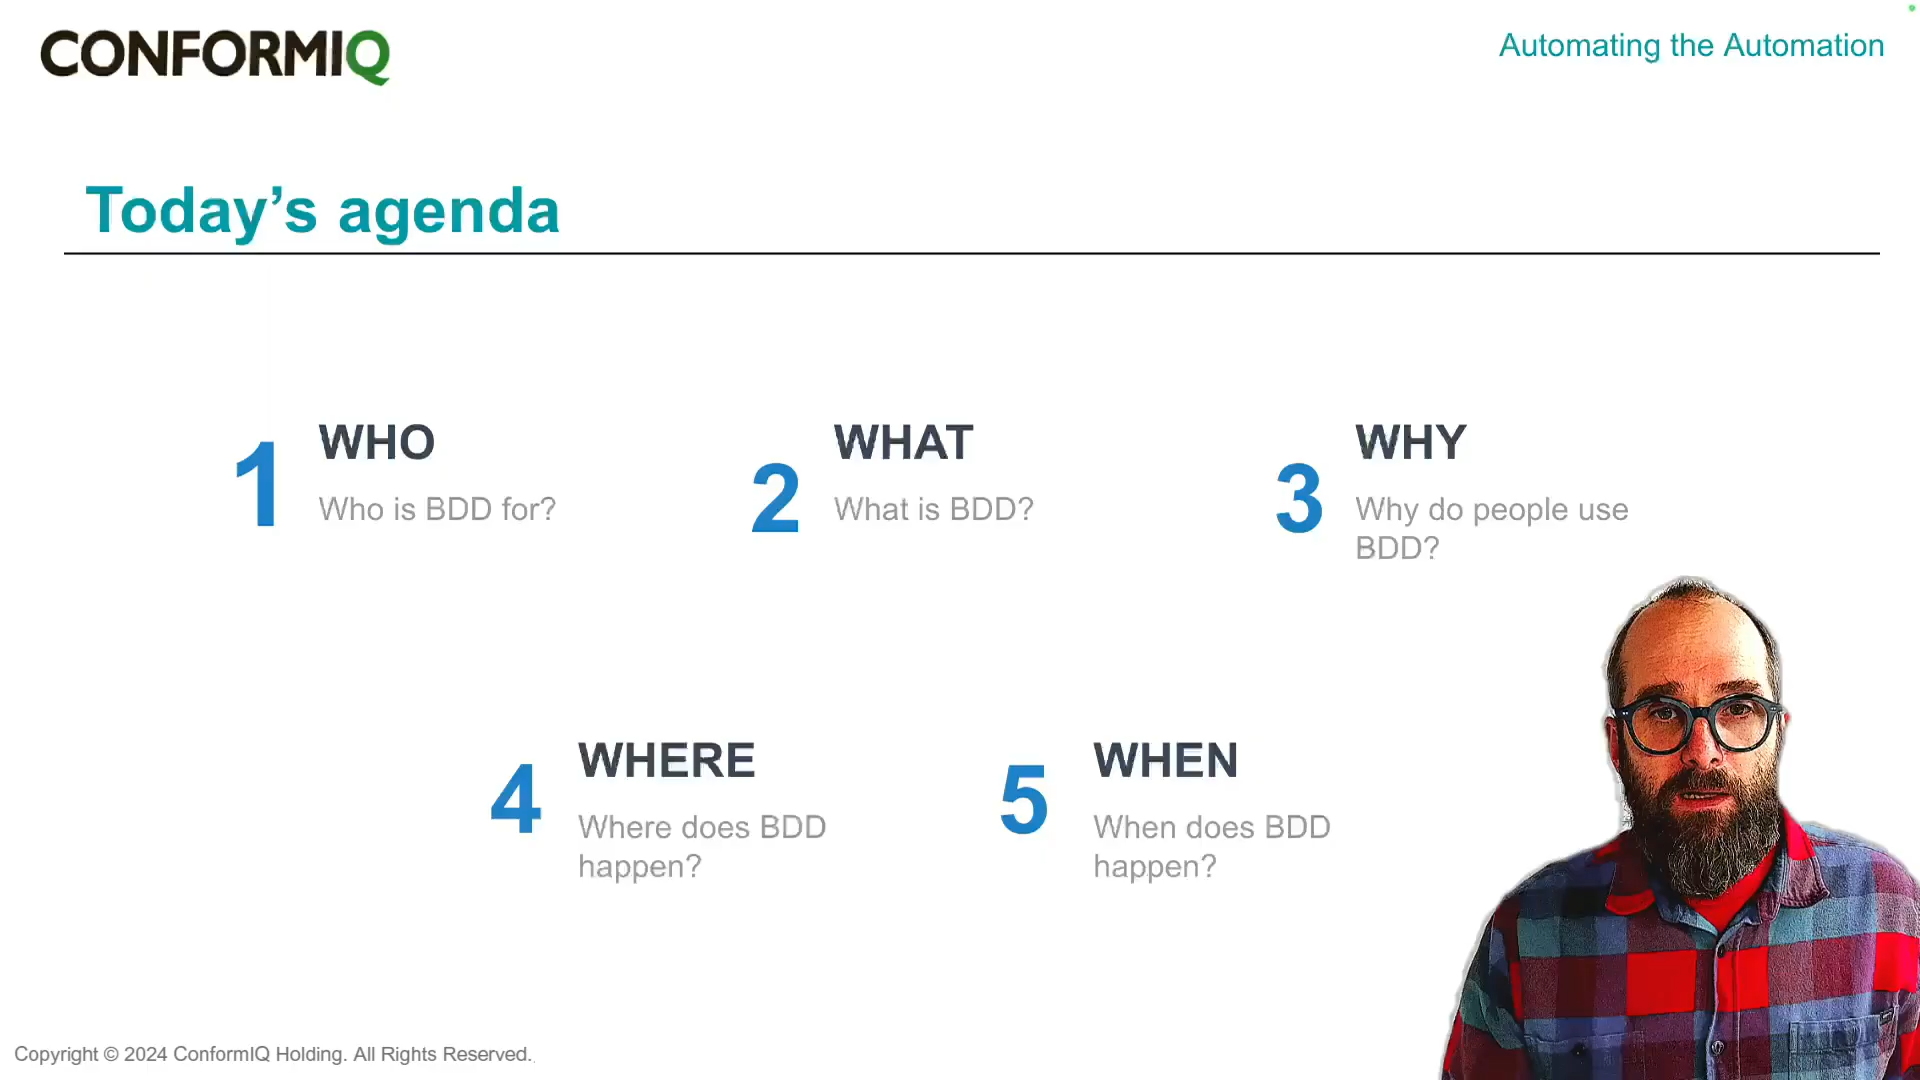 CONFORMIQ
Automating the Automation
Today’s agenda
1
WHO
Who is BDD for?
2
WHAT
What is BDD?
3
WHY
Why do people use
BDD?
4
WHERE
Where does BDD
happen?
5
WHEN
When does BDD
happen?
Copyright © 2024 ConformIQ Holding. All Rights Reserved.